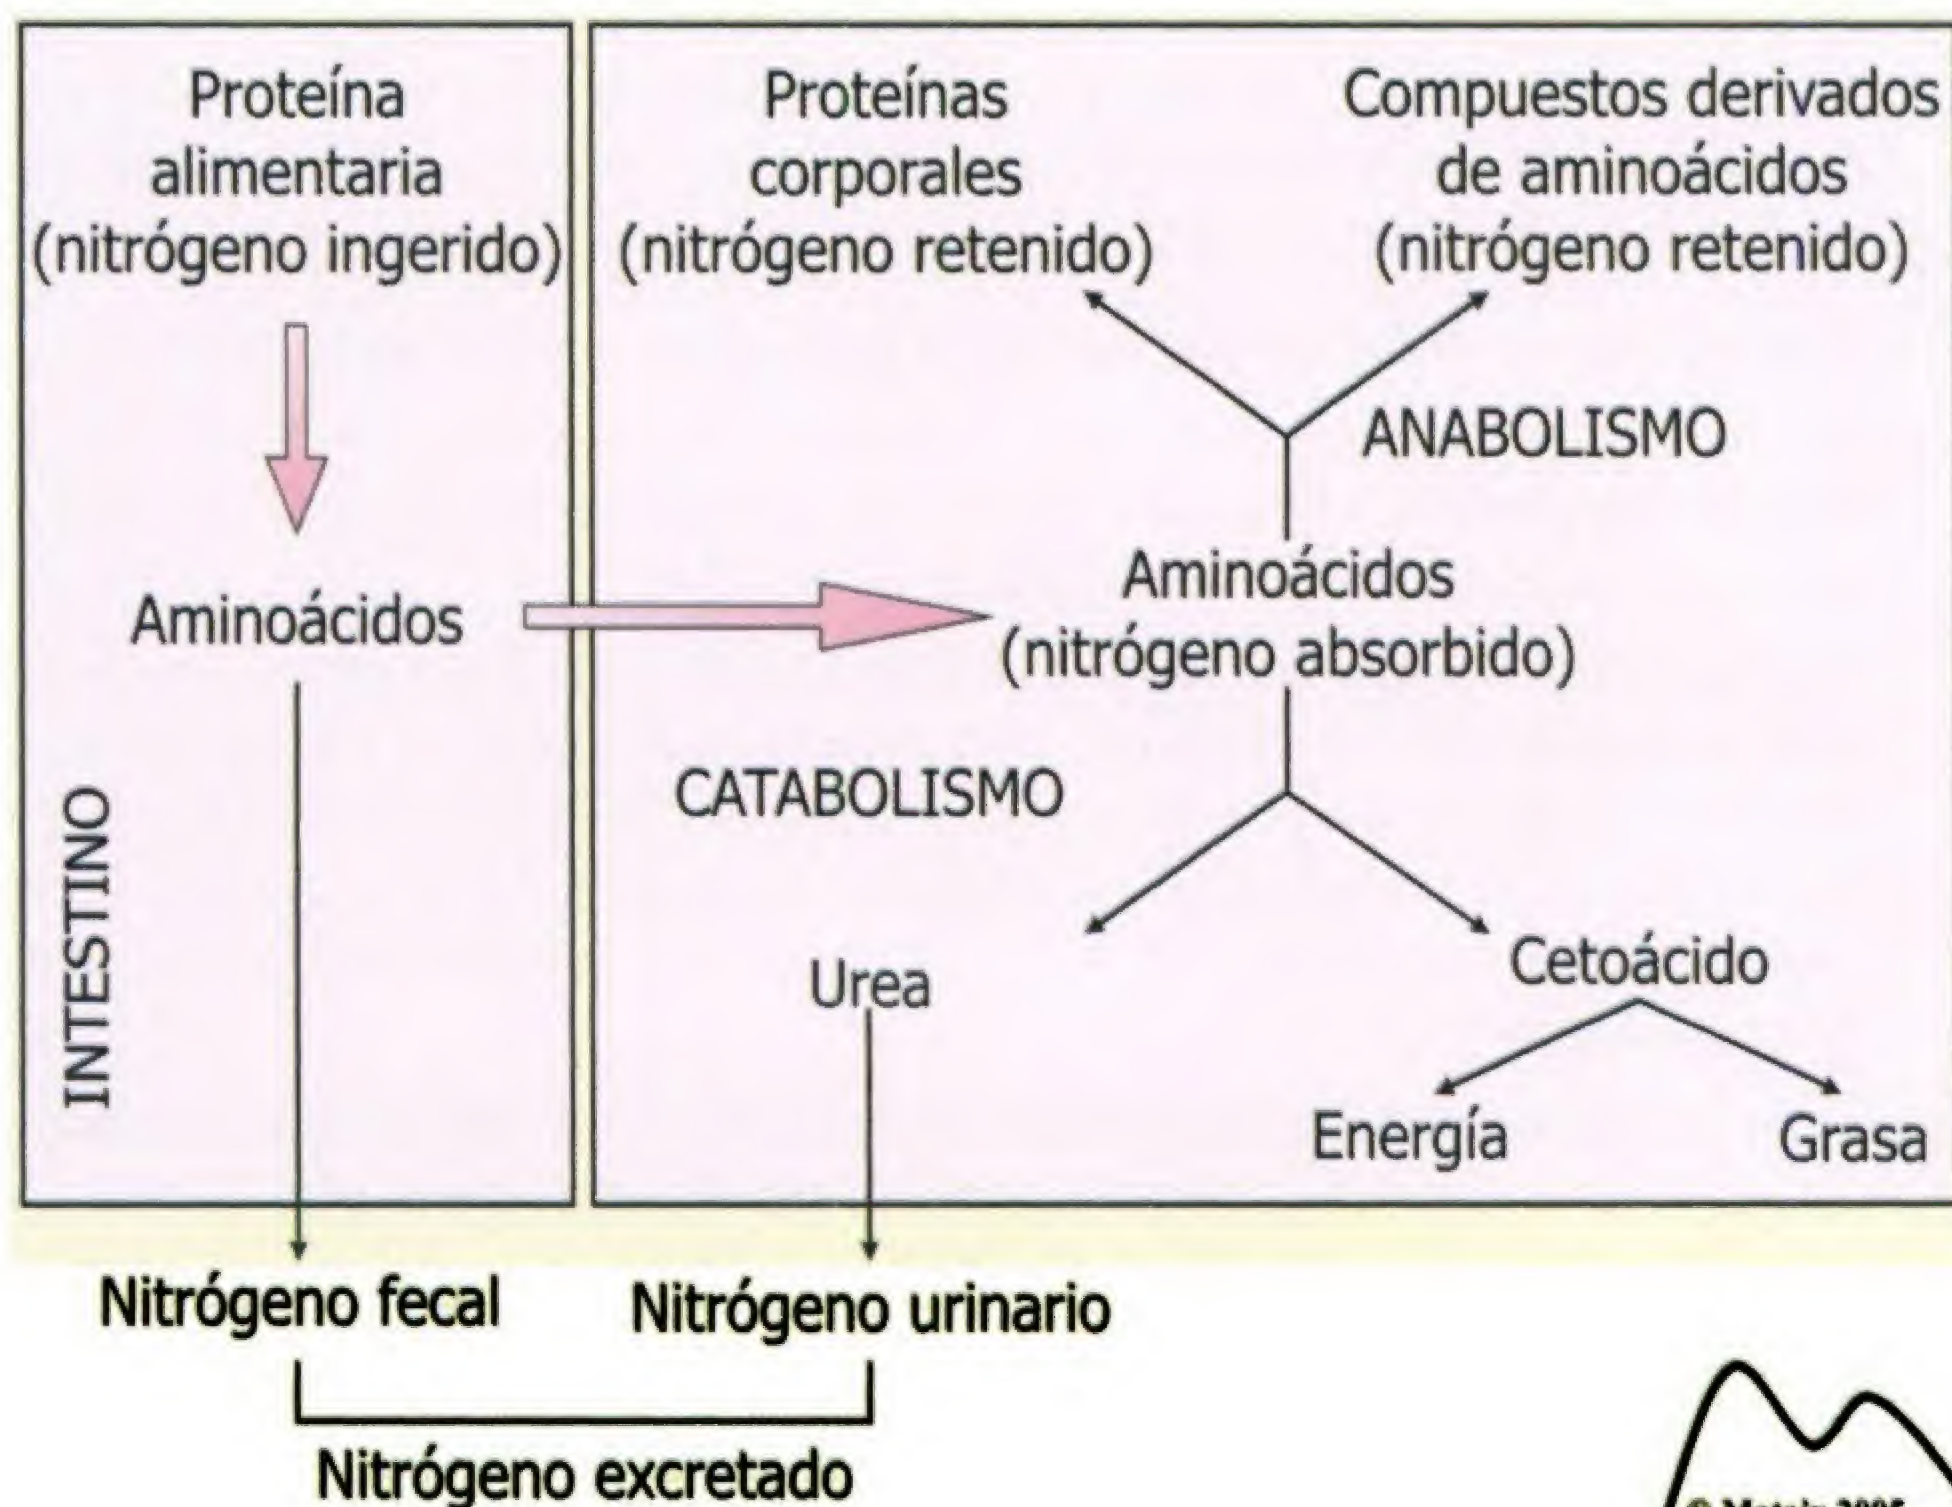 Proteína
alimentaria
(nitrógeno ingerido)
Aminoácidos
INTESTINO
Proteínas
corporales
(nitrógeno retenido)
Compuestos derivados
de aminoácidos
(nitrógeno retenido)
ANABOLISMO
Aminoácidos
(nitrógeno absorbido)
CATABOLISMO
Urea
Cetoácido
Energía
Grasa
Nitrógeno fecal
Nitrógeno urinario
Nitrógeno excretado